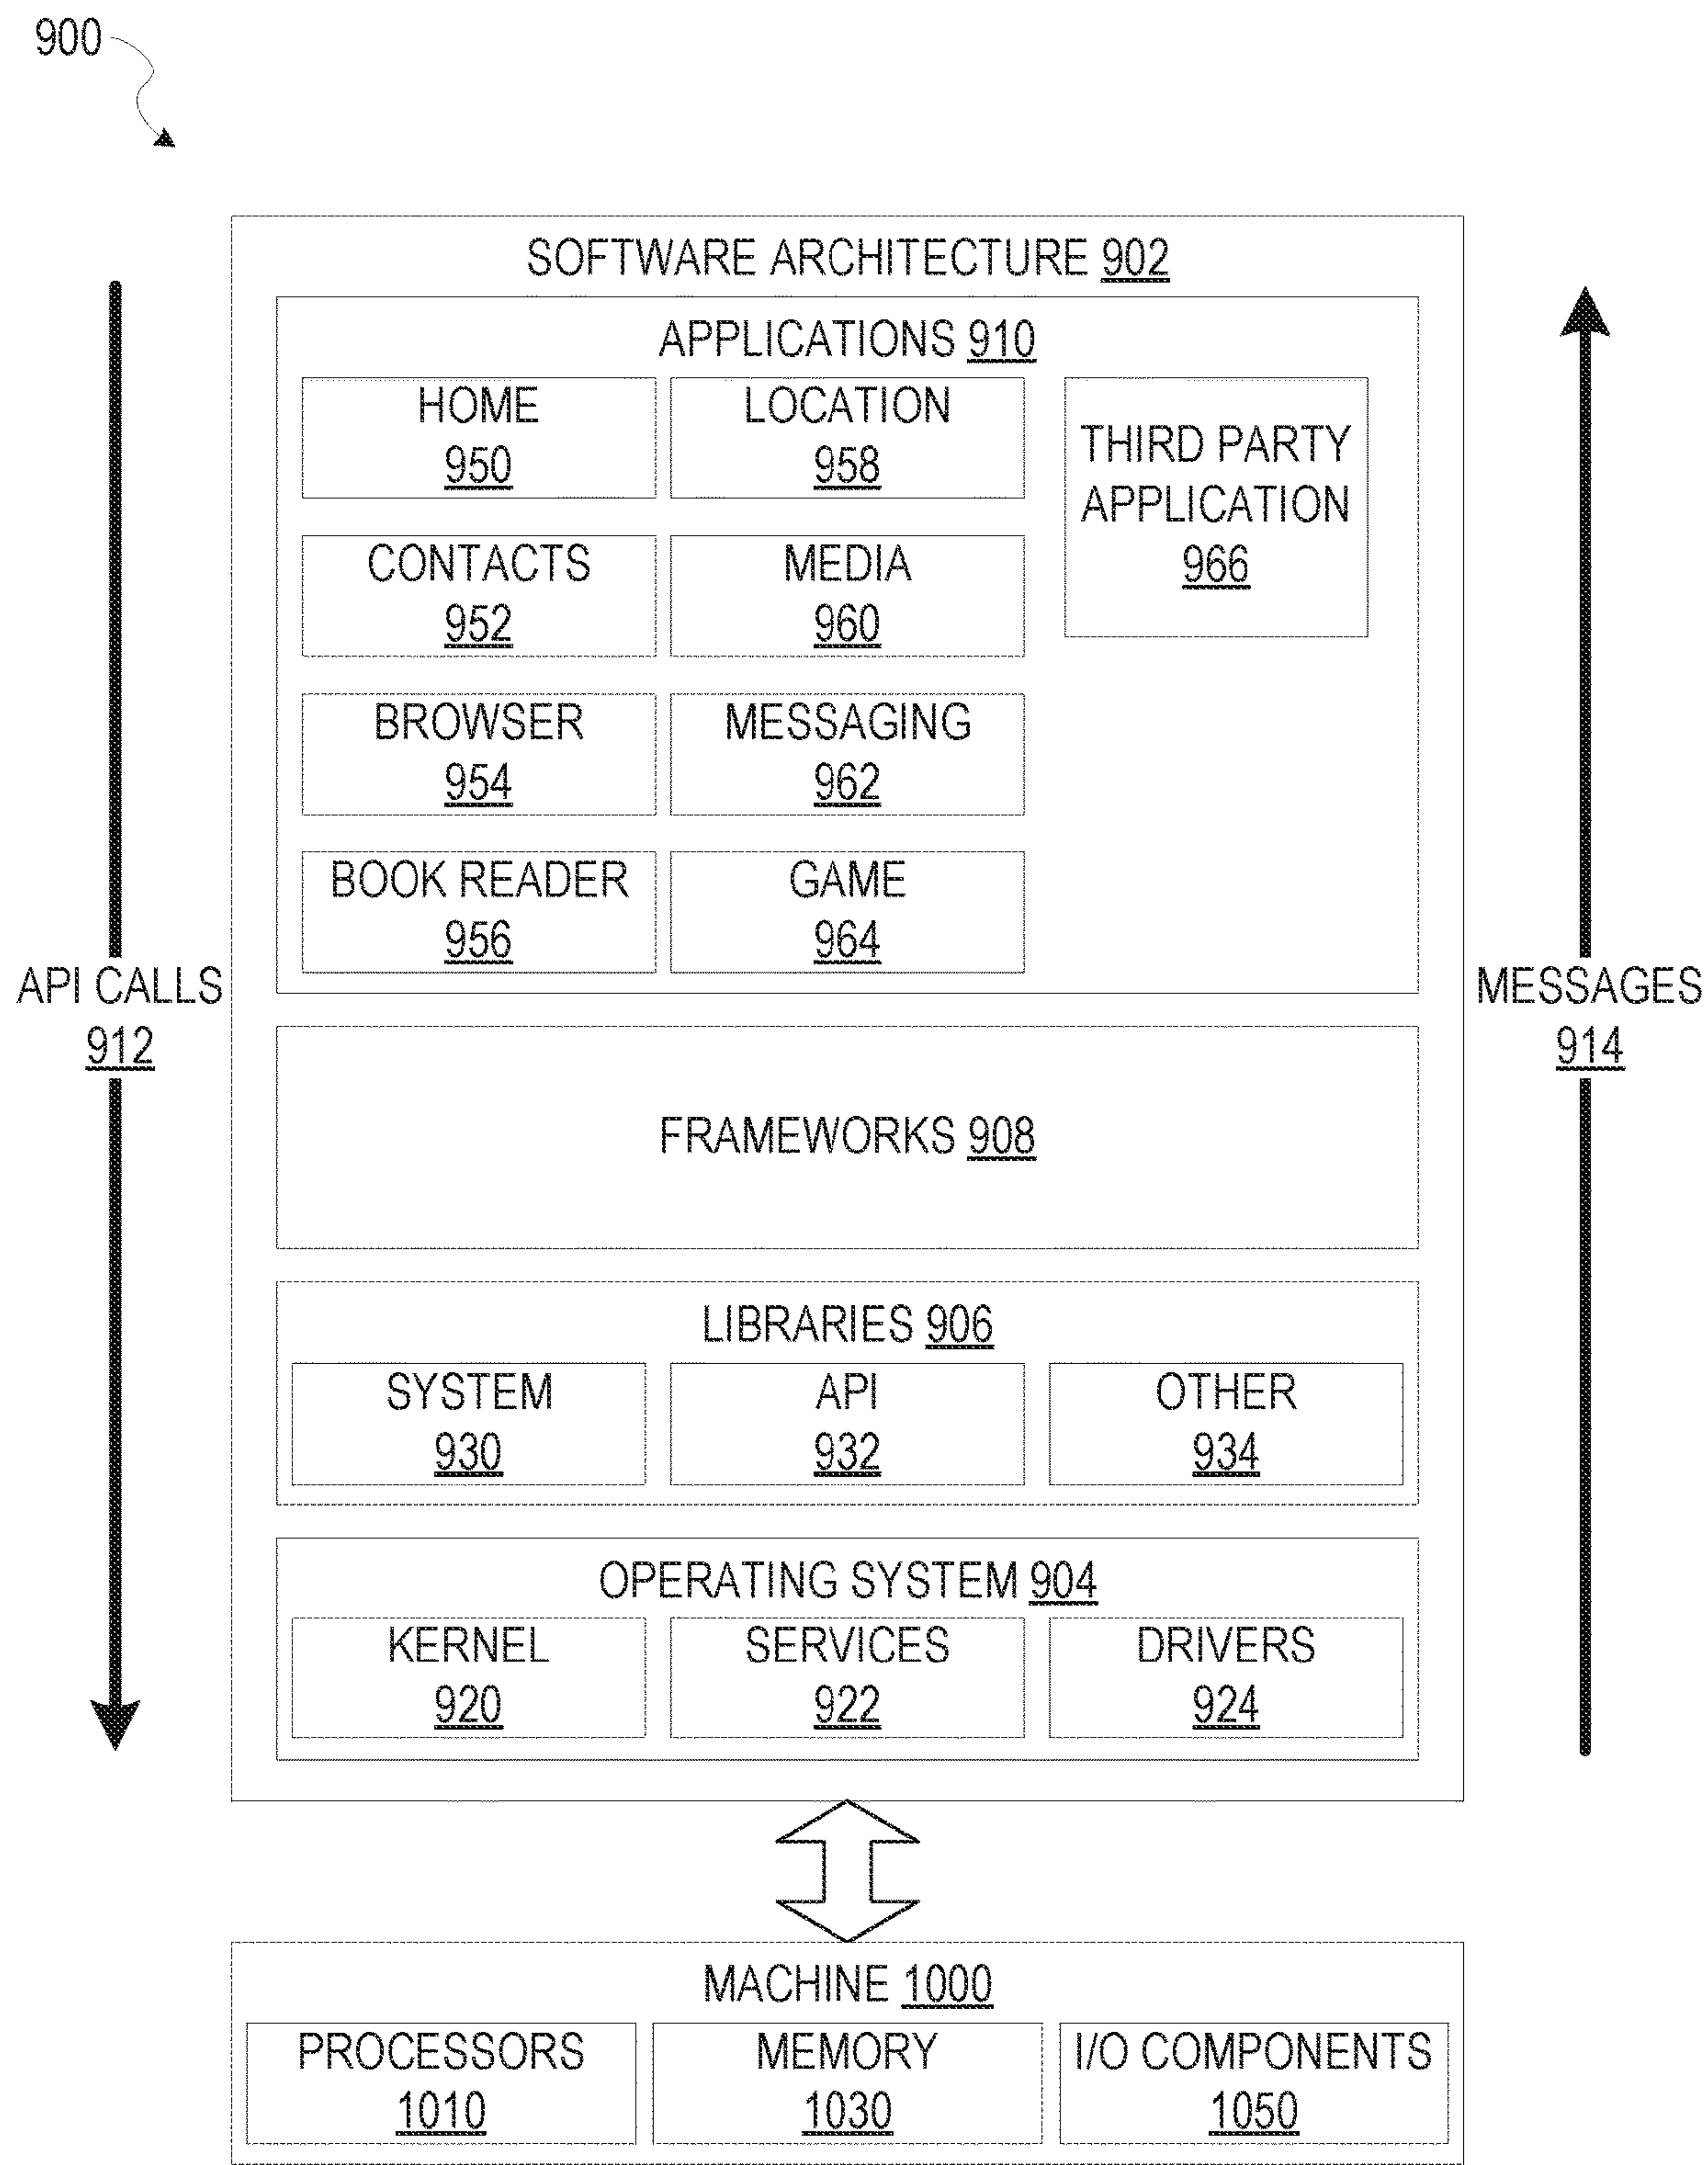 900
SOFTWARE ARCHITECTURE 902
APPLICATIONS 910
HOME
950
LOCATION
958
THIRD PARTY
APPLICATION
966
CONTACTS
952
MEDIA
960
BROWSER
954
MESSAGING
962
BOOK READER
956
GAME
964
API CALLS
912
MESSAGES
914
FRAMEWORKS 908
LIBRARIES 906
SYSTEM
930
API
932
OTHER
934
OPERATING SYSTEM 904
KERNEL
920
SERVICES
922
DRIVERS
924
MACHINE 1000
PROCESSORS
1010
MEMORY
1030
I/O COMPONENTS
1050